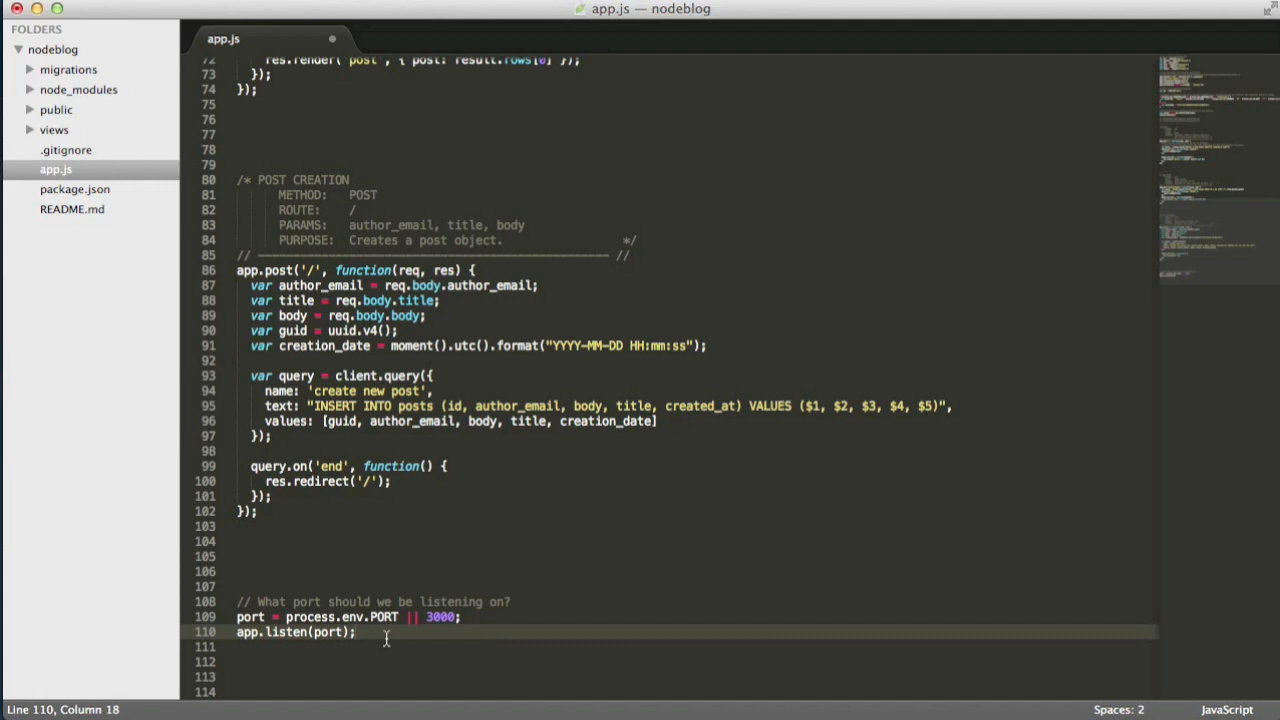 app.js — nodeblog
FOLDERS
nodeblog
migrations
node_modules
public
views
.gitignore
app.js
package.json
README.md
app.js
72 res.render('post', { post: result.rows[0] });
73 });
74 });
75
76
77
78
79
80 /* POST CREATION
81 METHOD: POST
82 ROUTE: /
83 PARAMS: author_email, title, body
84 PURPOSE: Creates a post object. */
85 // ────────────────────────── //
86 app.post('/', function(req, res) {
87 var author_email = req.body.author_email;
88 var title = req.body.title;
89 var body = req.body.body;
90 var guid = uuid.v4();
91 var creation_date = moment().utc().format("YYYY-MM-DD HH:mm:ss");
92
93 var query = client.query({
94 name: 'create new post',
95 text: "INSERT INTO posts (id, author_email, body, title, created_at) VALUES ($1, $2, $3, $4, $5)",
96 values: [guid, author_email, body, title, creation_date]
97 });
98
99 query.on('end', function() {
100 res.redirect('/');
101 });
102 });
103
104
105
106
107
108 // What port should we be listening on?
109 port = process.env.PORT || 3000;
110 app.listen(port);
111
112
113
114
Line 110, Column 18
Spaces: 2
JavaScript